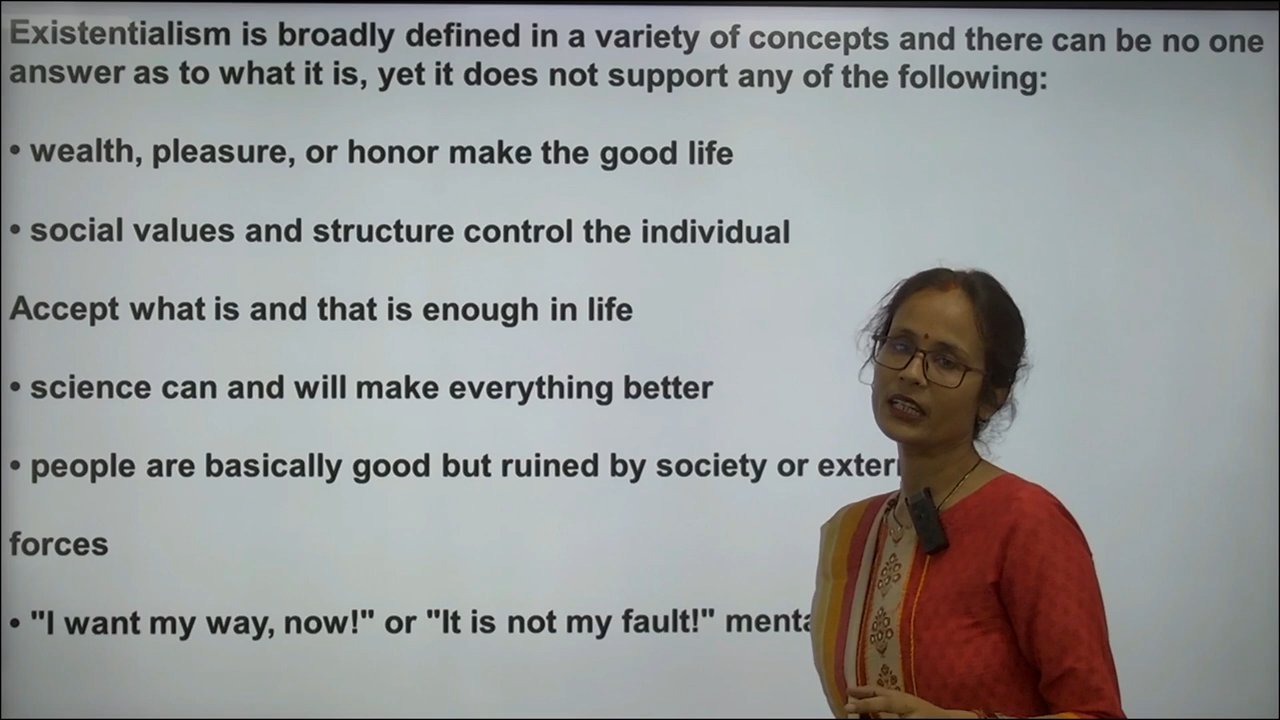 Existentialism is broadly defined in a variety of concepts and there can be no one
answer as to what it is, yet it does not support any of the following:
• wealth, pleasure, or honor make the good life
• social values and structure control the individual
Accept what is and that is enough in life
• science can and will make everything better
• people are basically good but ruined by society or
forces
• "I want my way, now!" or "It is not my fault!"